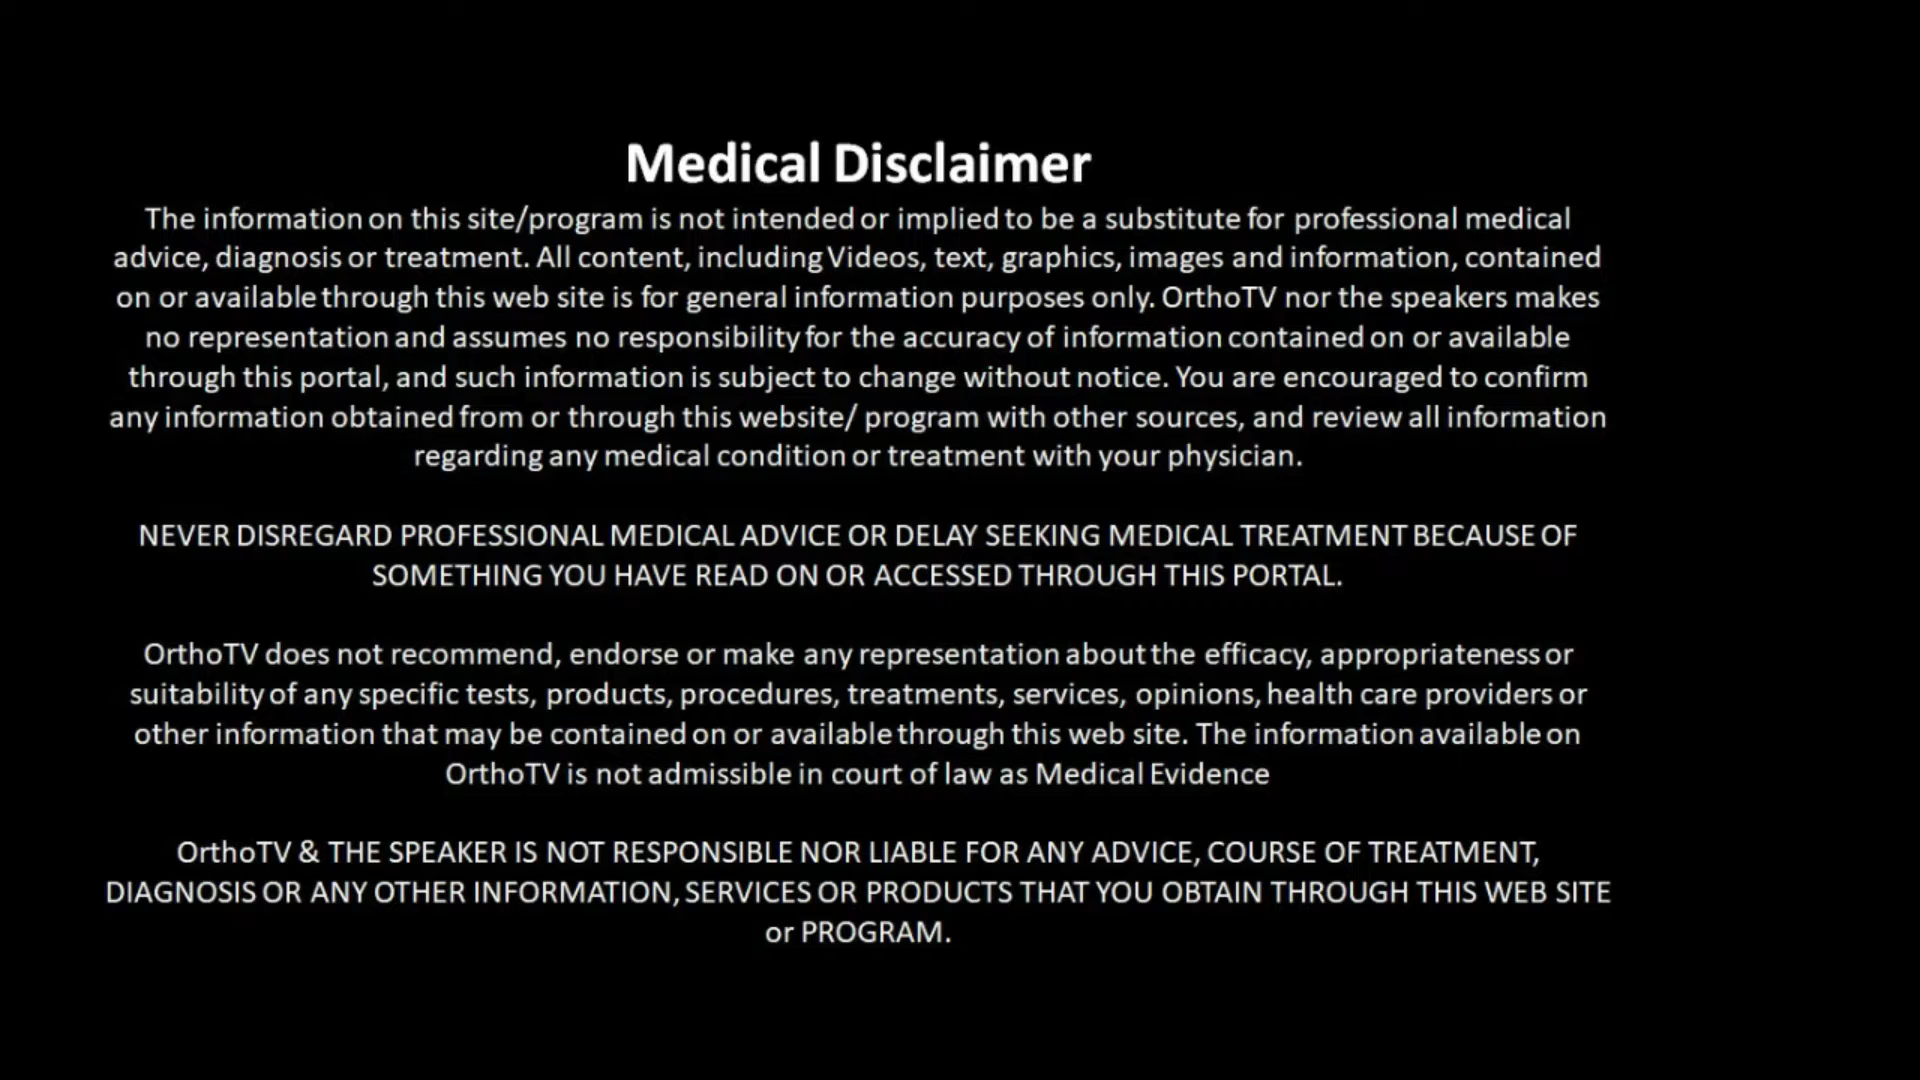 Medical Disclaimer
The information on this site/program is not intended or implied to be a substitute for professional medical
advice, diagnosis or treatment. All content, including Videos, text, graphics, images and information, contained
on or available through this web site is for general information purposes only. OrthoTV nor the speakers makes
no representation and assumes no responsibility for the accuracy of information contained on or available
through this portal, and such information is subject to change without notice. You are encouraged to confirm
any information obtained from or through this website/ program with other sources, and review all information
regarding any medical condition or treatment with your physician.
NEVER DISREGARD PROFESSIONAL MEDICAL ADVICE OR DELAY SEEKING MEDICAL TREATMENT BECAUSE OF
SOMETHING YOU HAVE READ ON OR ACCESSED THROUGH THIS PORTAL.
OrthoTV does not recommend, endorse or make any representation about the efficacy, appropriateness or
suitability of any specific tests, products, procedures, treatments, services, opinions, health care providers or
other information that may be contained on or available through this web site. The information available on
OrthoTV is not admissible in court of law as Medical Evidence
OrthoTV & THE SPEAKER IS NOT RESPONSIBLE NOR LIABLE FOR ANY ADVICE, COURSE OF TREATMENT,
DIAGNOSIS OR ANY OTHER INFORMATION, SERVICES OR PRODUCTS THAT YOU OBTAIN THROUGH THIS WEB SITE
or PROGRAM.